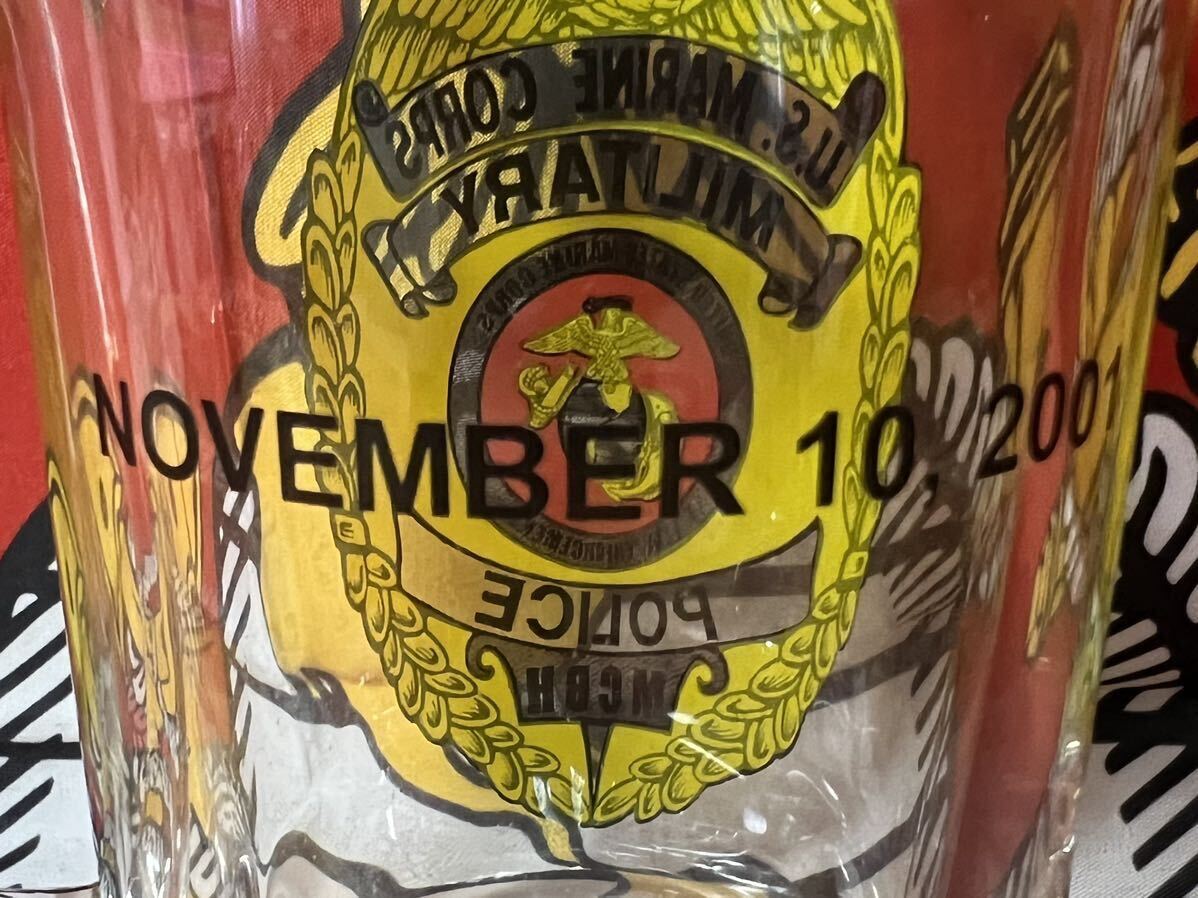 U.S. MARINE CORPS
MILITARY
NOVEMBER 10, 2001
POLICE
MCBH